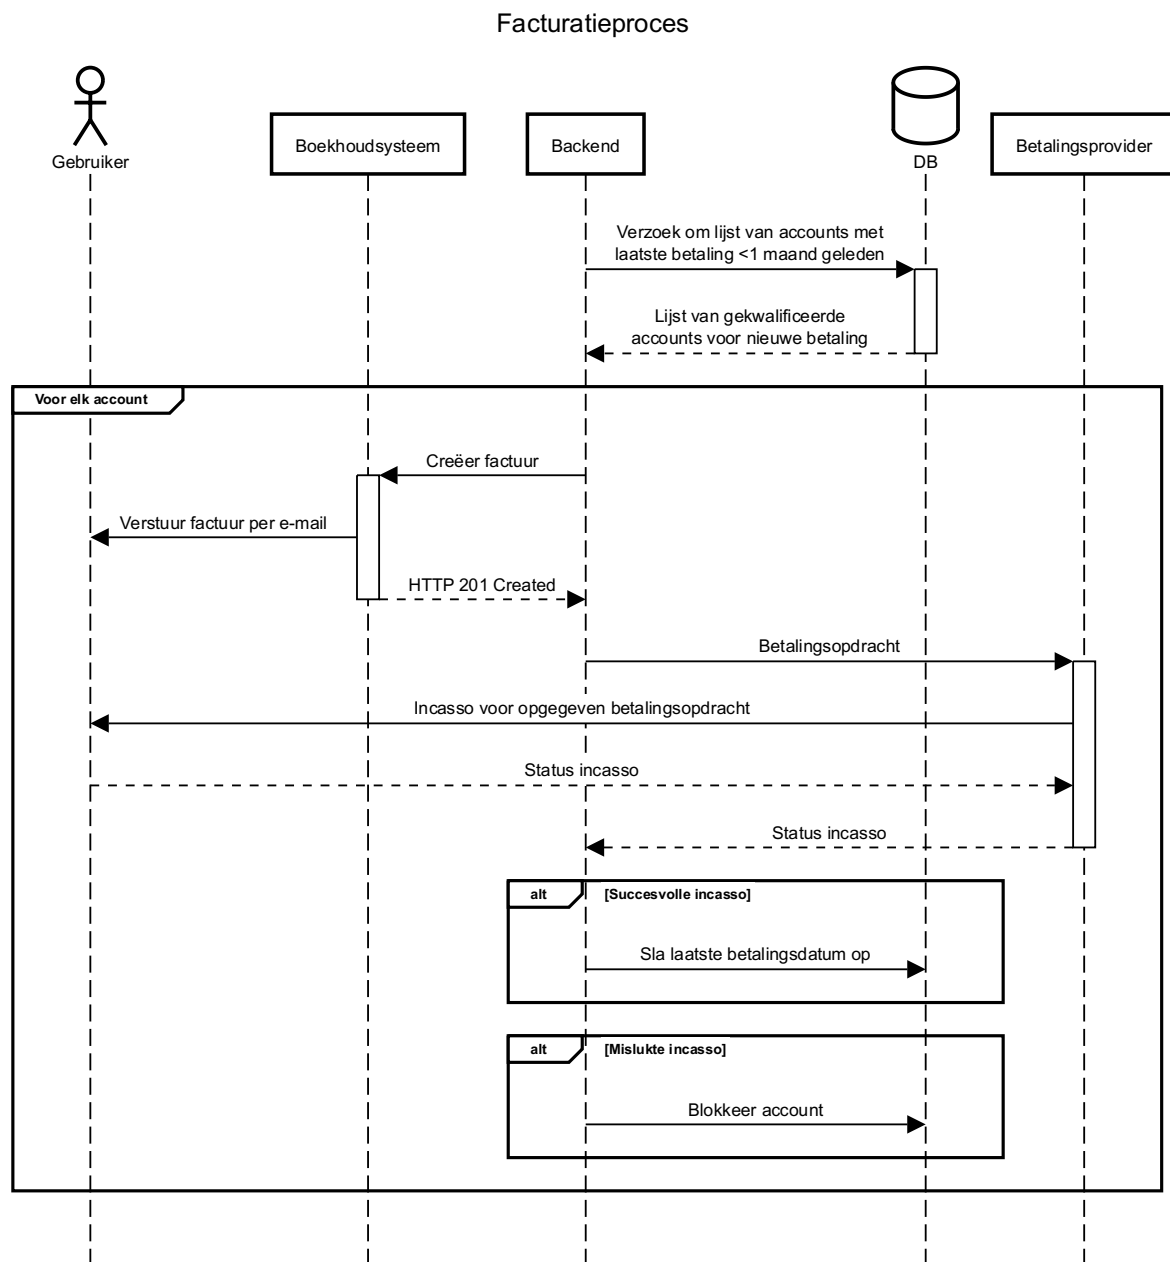 Facturatieproces
Gebruiker
Boekhoudsysteem
Backend
DB
Betalingsprovider
Verzoek om lijst van accounts met
laatste betaling <1 maand geleden
Lijst van gekwalificeerde
accounts voor nieuwe betaling
Voor elk account
Creëer factuur
Verstuur factuur per e-mail
HTTP 201 Created
Betalingsopdracht
Incasso voor opgegeven betalingsopdracht
Status incasso
Status incasso
alt [Succesvolle incasso]
Sla laatste betalingsdatum op
alt [Mislukte incasso]
Blokkeer account